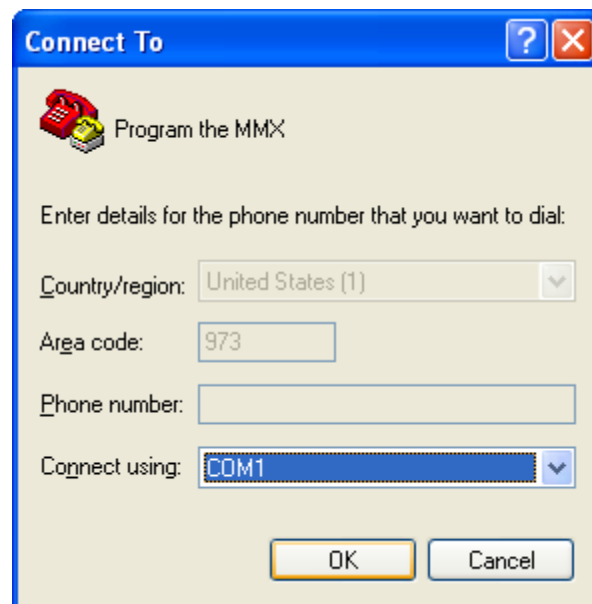 Connect To
?
Program the MMX
Enter details for the phone number that you want to dial:
Country/region: United States (1)
Area code: 973
Phone number:
Connect using: COM1
OK Cancel